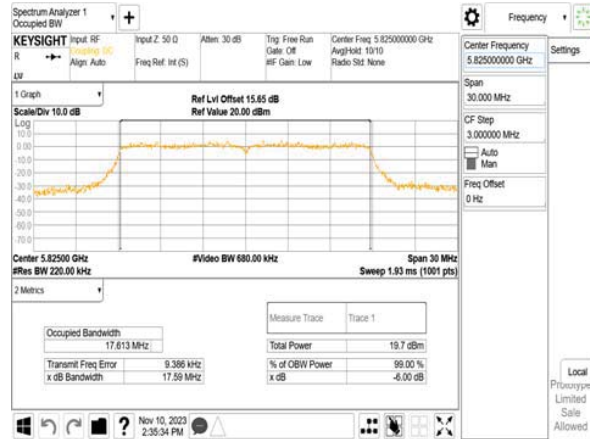 Spectrum Analyzer 1
Occupied BW
Frequency
KEYSIGHT
R
Input: RF
Coupling: DC
Align: Auto
Input Z: 50 Ω
Freq Ref: Int (S)
Atten: 30 dB
Trig: Free Run
Gate: Off
#IF Gain: Low
Center Freq: 5.825000000 GHz
Avg|Hold: 10/10
Radio Std: None
Center Frequency
5.825000000 GHz
Settings
Span
30.000 MHz
CF Step
3.000000 MHz
Auto
Man
Freq Offset
0 Hz
1 Graph
Scale/Div 10.0 dB
Ref Lvl Offset 15.65 dB
Ref Value 20.00 dBm
Log
10.0
0.00
-10.0
-20.0
-30.0
-40.0
-50.0
-60.0
-70.0
Center 5.82500 GHz
#Res BW 220.00 kHz
#Video BW 680.00 kHz
Span 30 MHz
Sweep 1.93 ms (1001 pts)
2 Metrics
Measure Trace
Trace 1
Occupied Bandwidth
17.613 MHz
Total Power
19.7 dBm
Transmit Freq Error
9.386 kHz
% of OBW Power
99.00 %
x dB Bandwidth
17.59 MHz
x dB
-6.00 dB
Local
Prototype
Limited
Sale
Allowed
Nov 10, 2023
2:35:34 PM